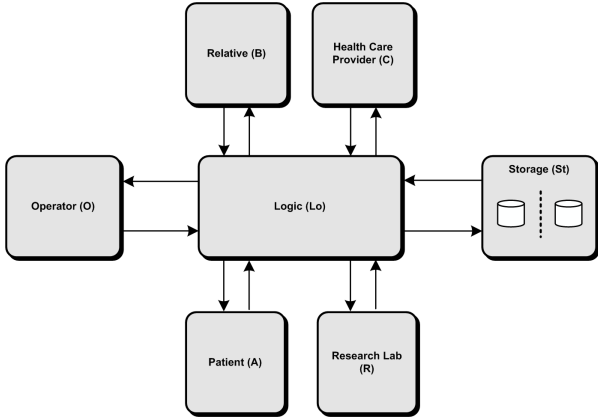 Relative (B)
Health Care
Provider (C)
Operator (O)
Logic (Lo)
Storage (St)
Patient (A)
Research Lab
(R)